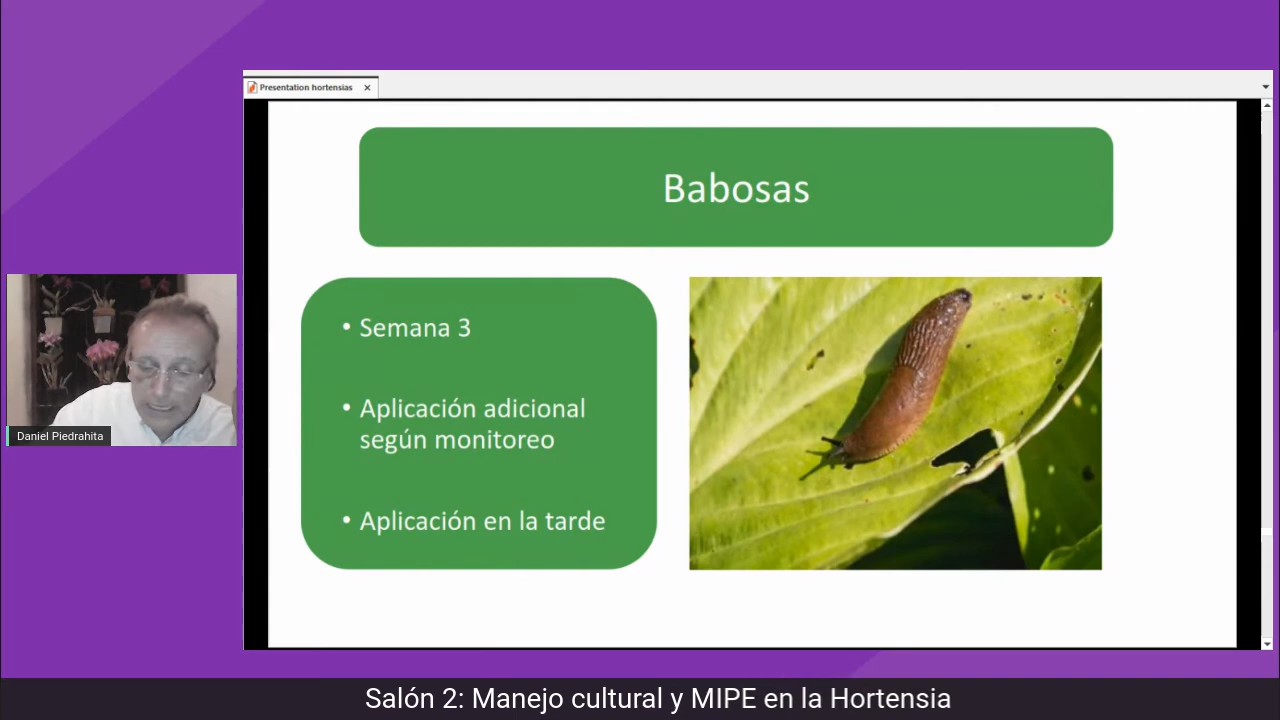 Presentation hortensias
Babosas
• Semana 3
• Aplicación adicional
según monitoreo
• Aplicación en la tarde
Daniel Piedrahita
Salón 2: Manejo cultural y MIPE en la Hortensia